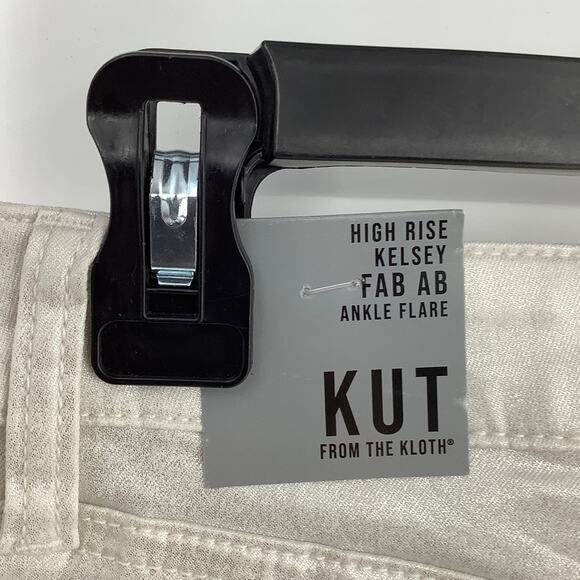 HIGH RISE
KELSEY
FAB AB
ANKLE FLARE
KUT
FROM THE KLOTH®